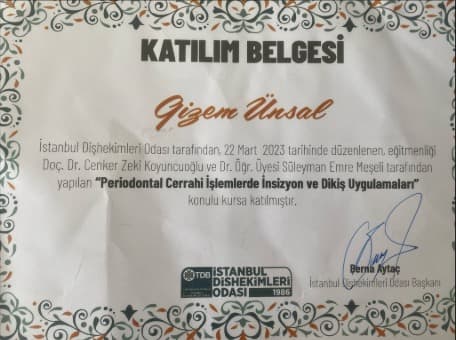 KATILIM BELGESİ
Gizem Ünsal
İstanbul Dişhekimleri Odası tarafından, 22 Mart 2023 tarihinde düzenlenen, eğitmenliği
Doç. Dr. Cenker Zeki Koyuncuoğlu ve Dr. Öğr. Üyesi Süleyman Emre Meşeli tarafından
yapılan "Periodontal Cerrahi İşlemlerde İnsizyon ve Dikiş Uygulamaları"
konulu kursa katılmıştır.
Berna Aytaç
İstanbul Dişhekimleri Odası Başkanı
TDB
İSTANBUL
DİŞHEKİMLERİ
ODASI 1986